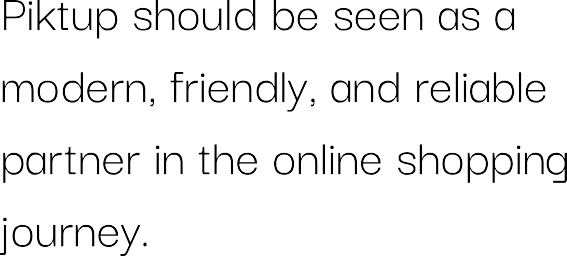 Piktup should be seen as a
modern, friendly, and reliable
partner in the online shopping
journey.